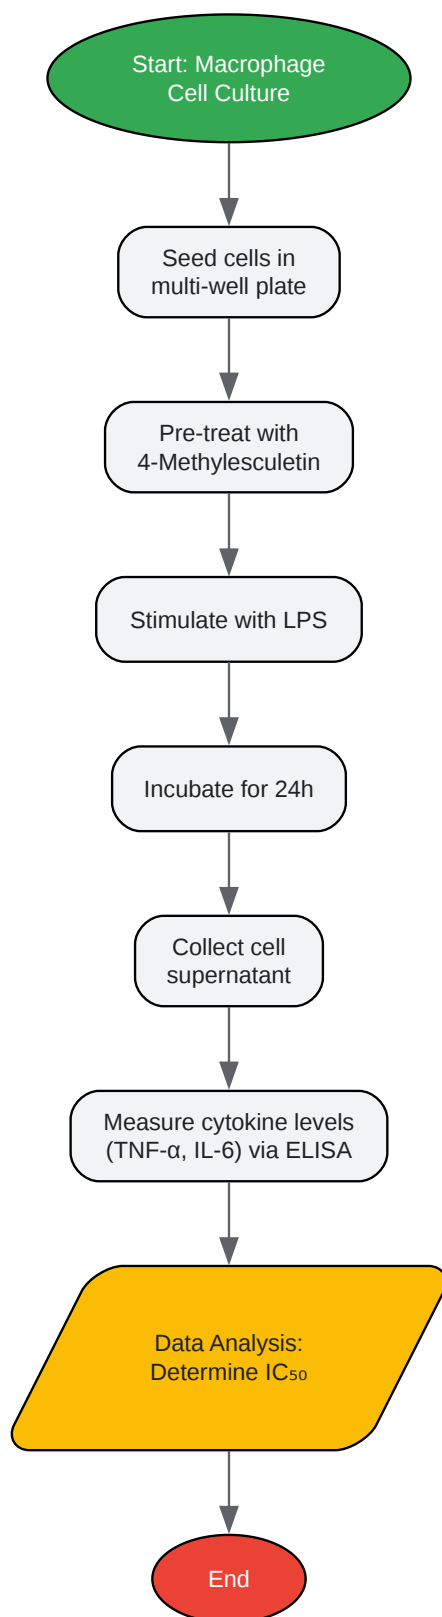 Start: Macrophage
Cell Culture
Seed cells in
multi-well plate
Pre-treat with
4-Methylesculetin
Stimulate with LPS
Incubate for 24h
Collect cell
supernatant
Measure cytokine levels
(TNF-α, IL-6) via ELISA
Data Analysis:
Determine IC₅₀
End